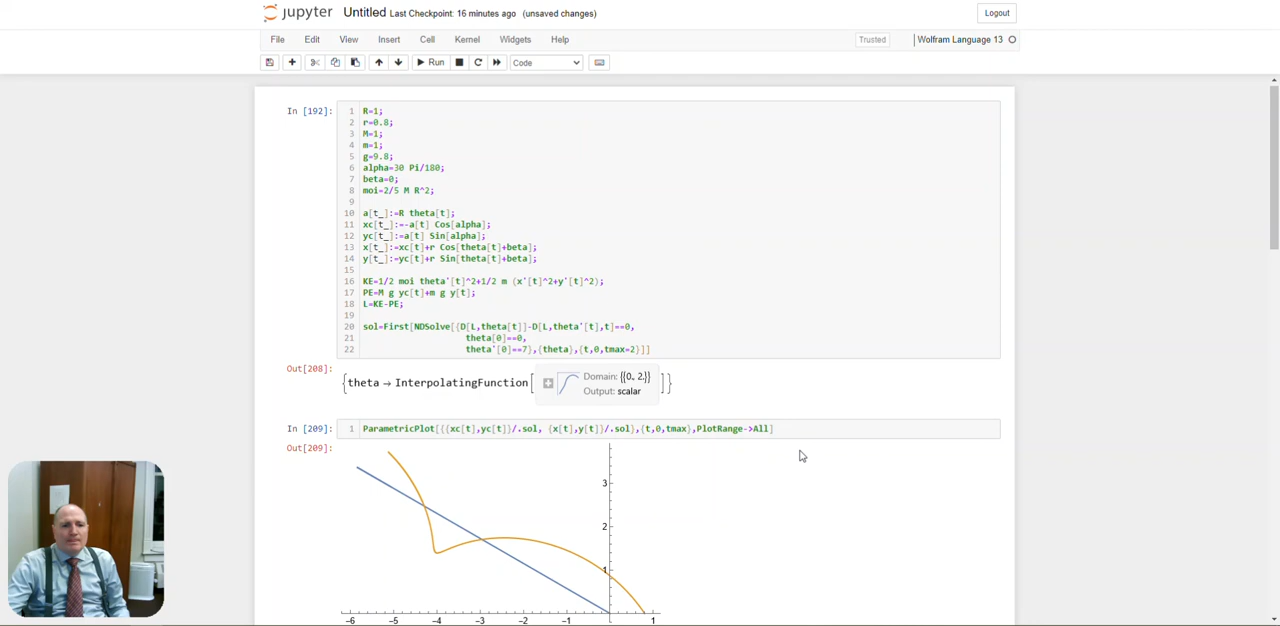 jupyter Untitled Last Checkpoint: 16 minutes ago (unsaved changes) Logout
File Edit View Insert Cell Kernel Widgets Help Trusted Wolfram Language 13
Run Code
In [192]:
1 R=1;
2 r=0.8;
3 M=1;
4 m=1;
5 g=9.8;
6 alpha=30 Pi/180;
7 beta=0;
8 moi=2/5 M R^2;
9
10 a[t_]:=R theta[t];
11 xc[t_]:=-a[t] Cos[alpha];
12 yc[t_]:=a[t] Sin[alpha];
13 x[t_]:=xc[t]+r Cos[theta[t]+beta];
14 y[t_]:=yc[t]+r Sin[theta[t]+beta];
15
16 KE=1/2 moi theta'[t]^2+1/2 m (x'[t]^2+y'[t]^2);
17 PE=M g yc[t]+m g y[t];
18 L=KE-PE;
19
20 sol=First[NDSolve[{D[L,theta[t]]-D[L,theta'[t],t]==0,
21 theta[0]==0,
22 theta'[0]==7},{theta},{t,0,tmax=2}]]
Out[208]:
{theta → InterpolatingFunction[ Domain: {{0., 2.}} Output: scalar ]}
In [209]:
1 ParametricPlot[{{xc[t],yc[t]}/.sol, {x[t],y[t]}/.sol},{t,0,tmax},PlotRange->All]
Out[209]:
3
2
1
-6 -5 -4 -3 -2 -1 1